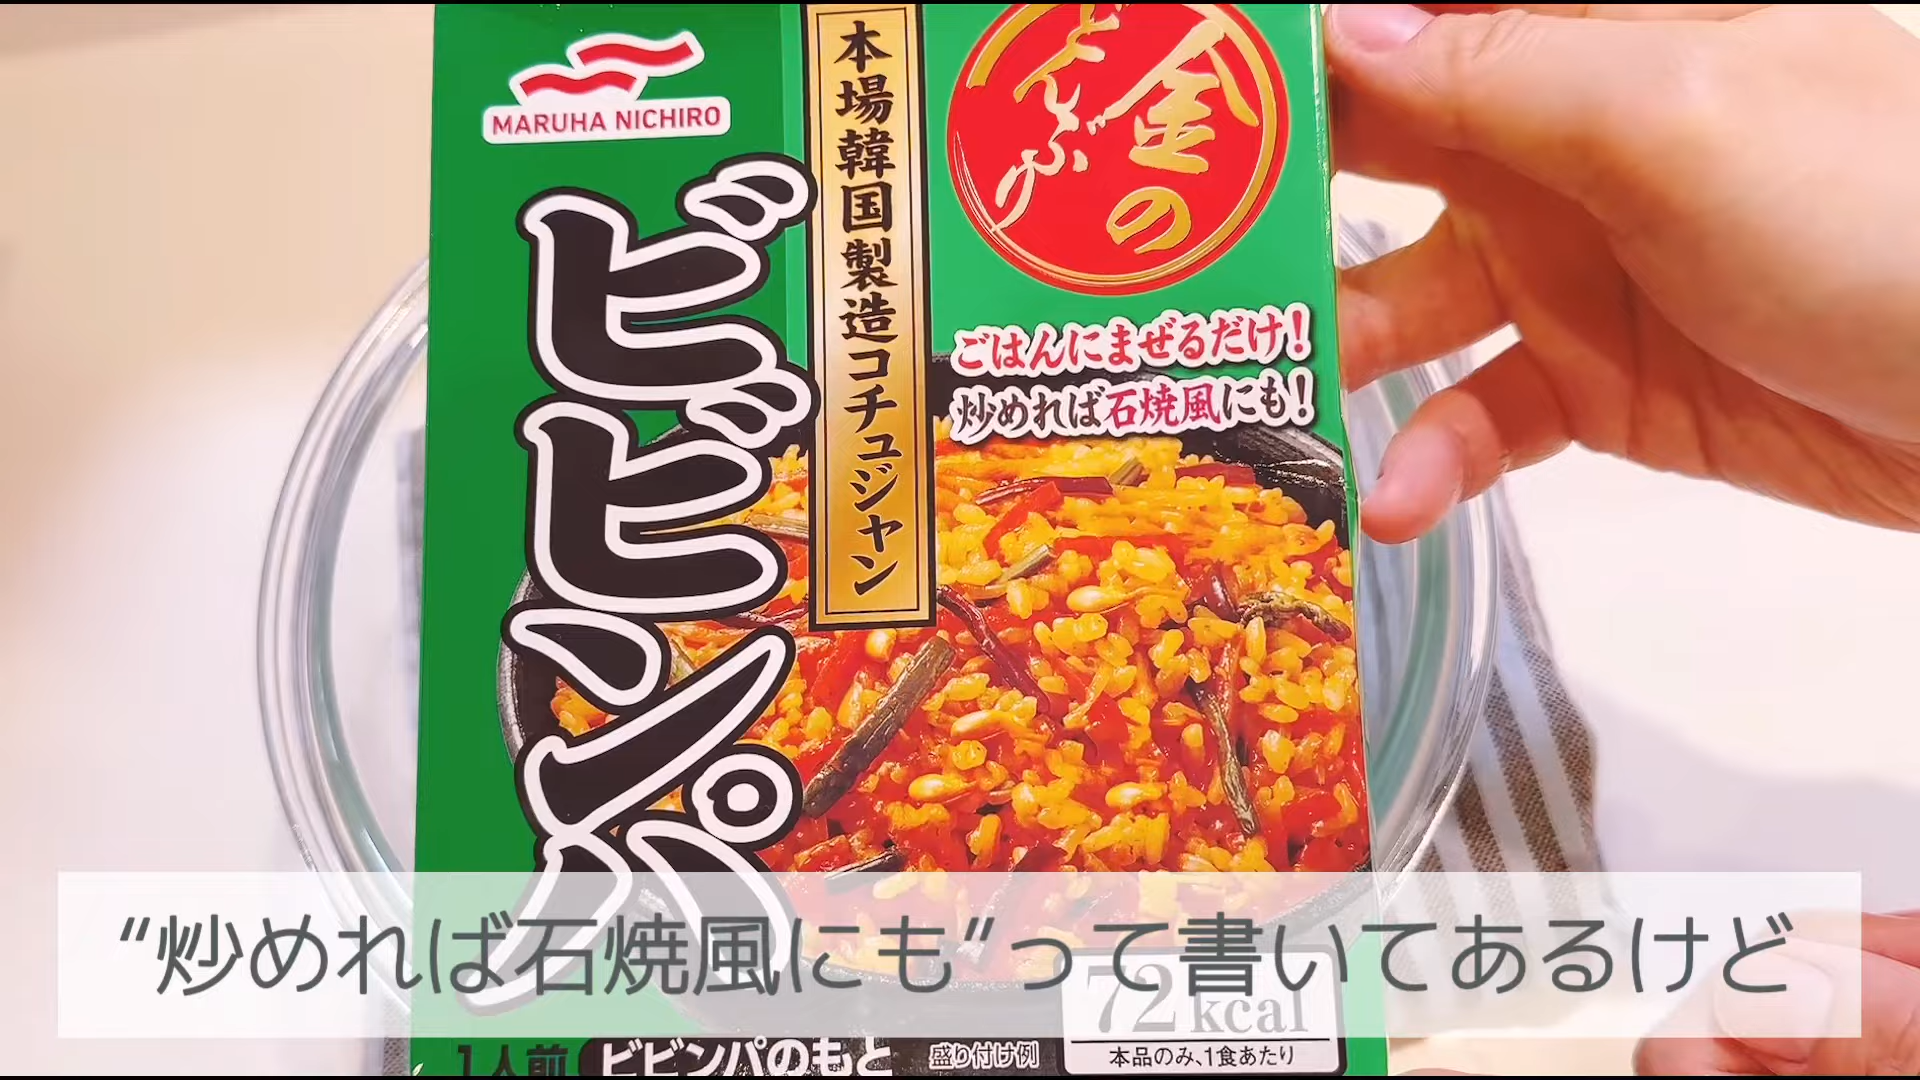 MARUHA NICHIRO
本場韓国製造コチュジャン
金の
どんぶり
ビビンパ
ごはんにまぜるだけ!
炒めれば石焼風にも!
“炒めれば石焼風にも”って書いてあるけど
72kcal
本品のみ、1食あたり
1人前
ビビンパのもと
盛り付け例